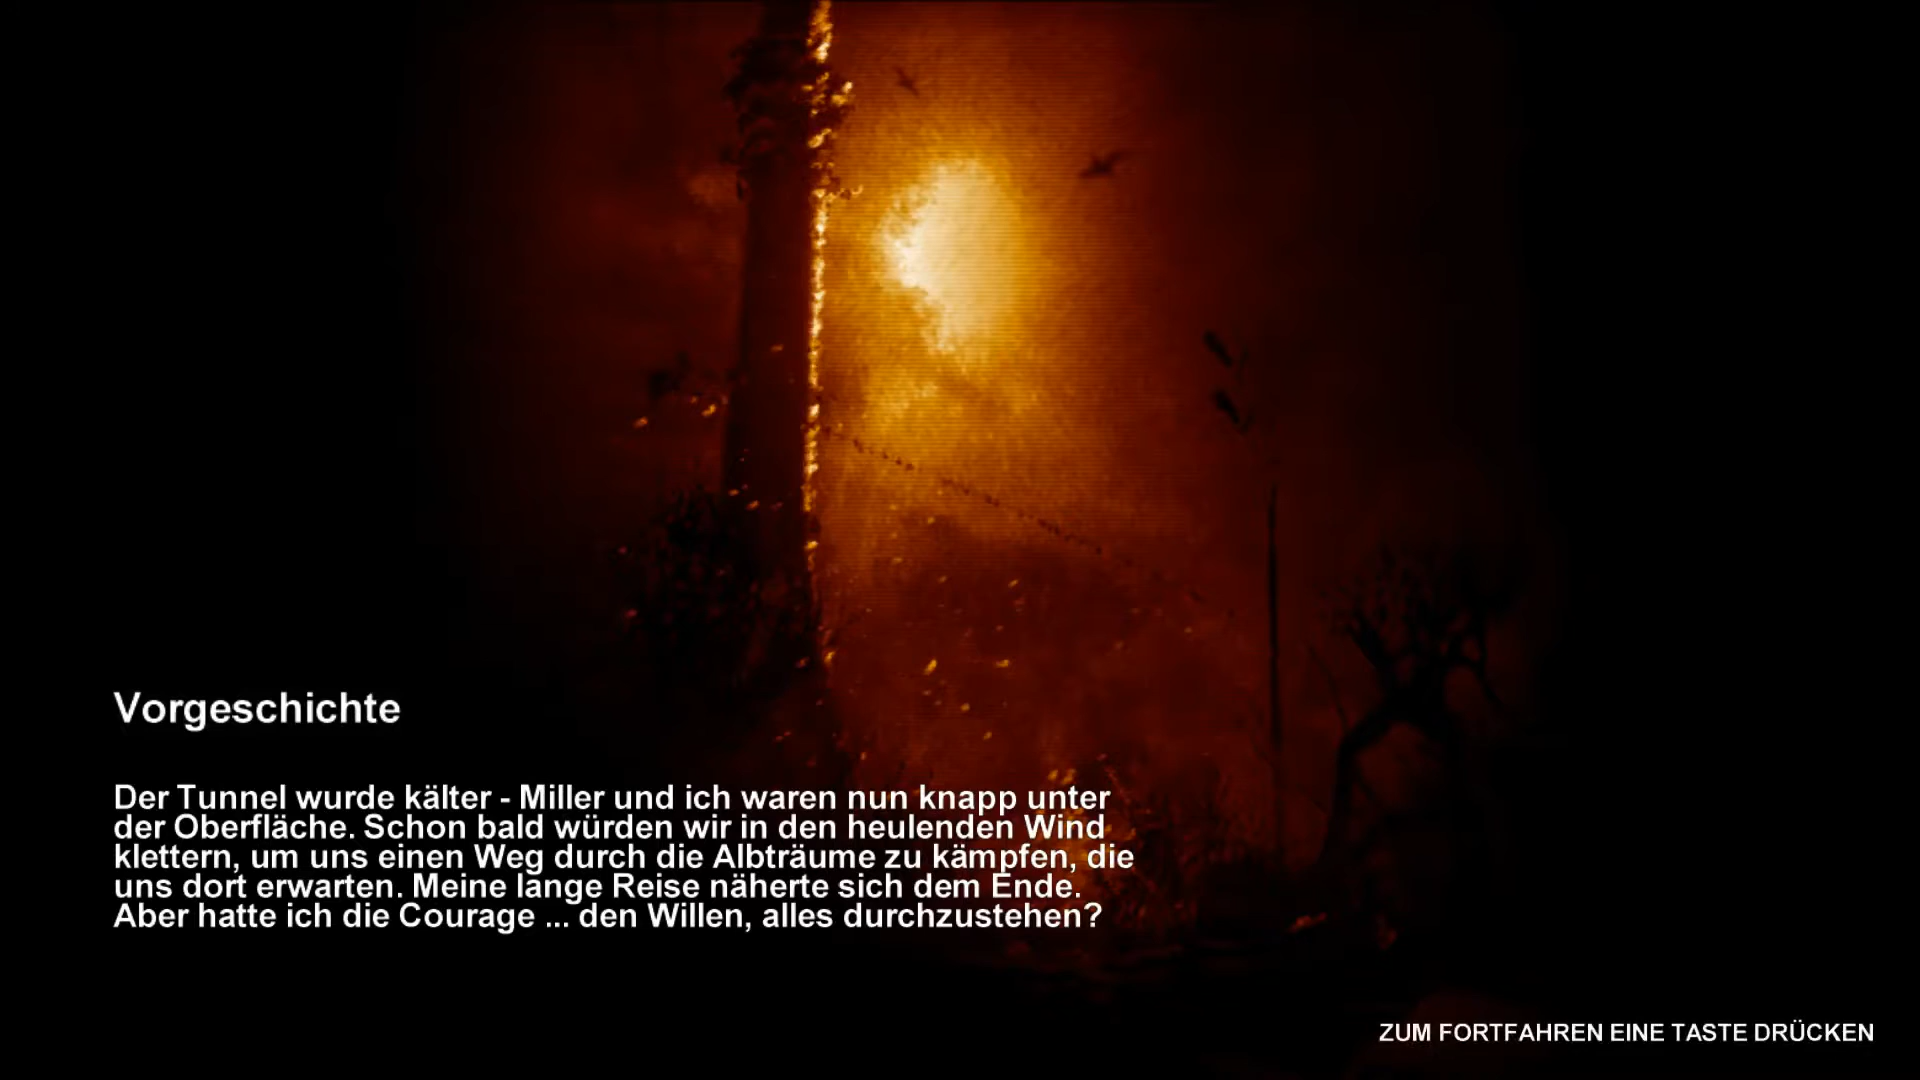 Vorgeschichte
Der Tunnel wurde kälter - Miller und ich waren nun knapp unter
der Oberfläche. Schon bald würden wir in den heulenden Wind
klettern, um uns einen Weg durch die Albträume zu kämpfen, die
uns dort erwarten. Meine lange Reise näherte sich dem Ende.
Aber hatte ich die Courage ... den Willen, alles durchzustehen?
ZUM FORTFAHREN EINE TASTE DRÜCKEN